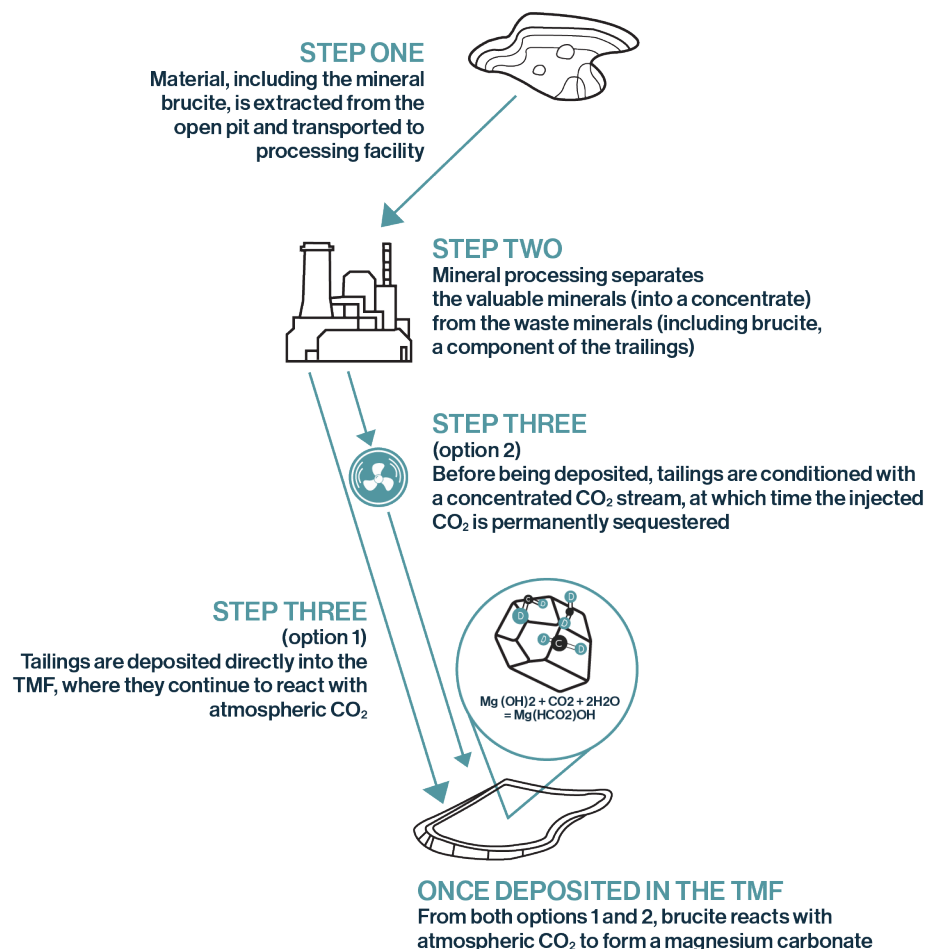 STEP ONE
Material, including the mineral
brucite, is extracted from the
open pit and transported to
processing facility
STEP TWO
Mineral processing separates
the valuable minerals (into a concentrate)
from the waste minerals (including brucite,
a component of the trailings)
STEP THREE
(option 2)
Before being deposited, tailings are conditioned with
a concentrated CO₂ stream, at which time the injected
CO₂ is permanently sequestered
STEP THREE
(option 1)
Tailings are deposited directly into the
TMF, where they continue to react with
atmospheric CO₂
D
D
D
D
D
C
D
Mg (OH)2 + CO2 + 2H2O
= Mg(HCO2)OH
ONCE DEPOSITED IN THE TMF
From both options 1 and 2, brucite reacts with
atmospheric CO₂ to form a magnesium carbonate